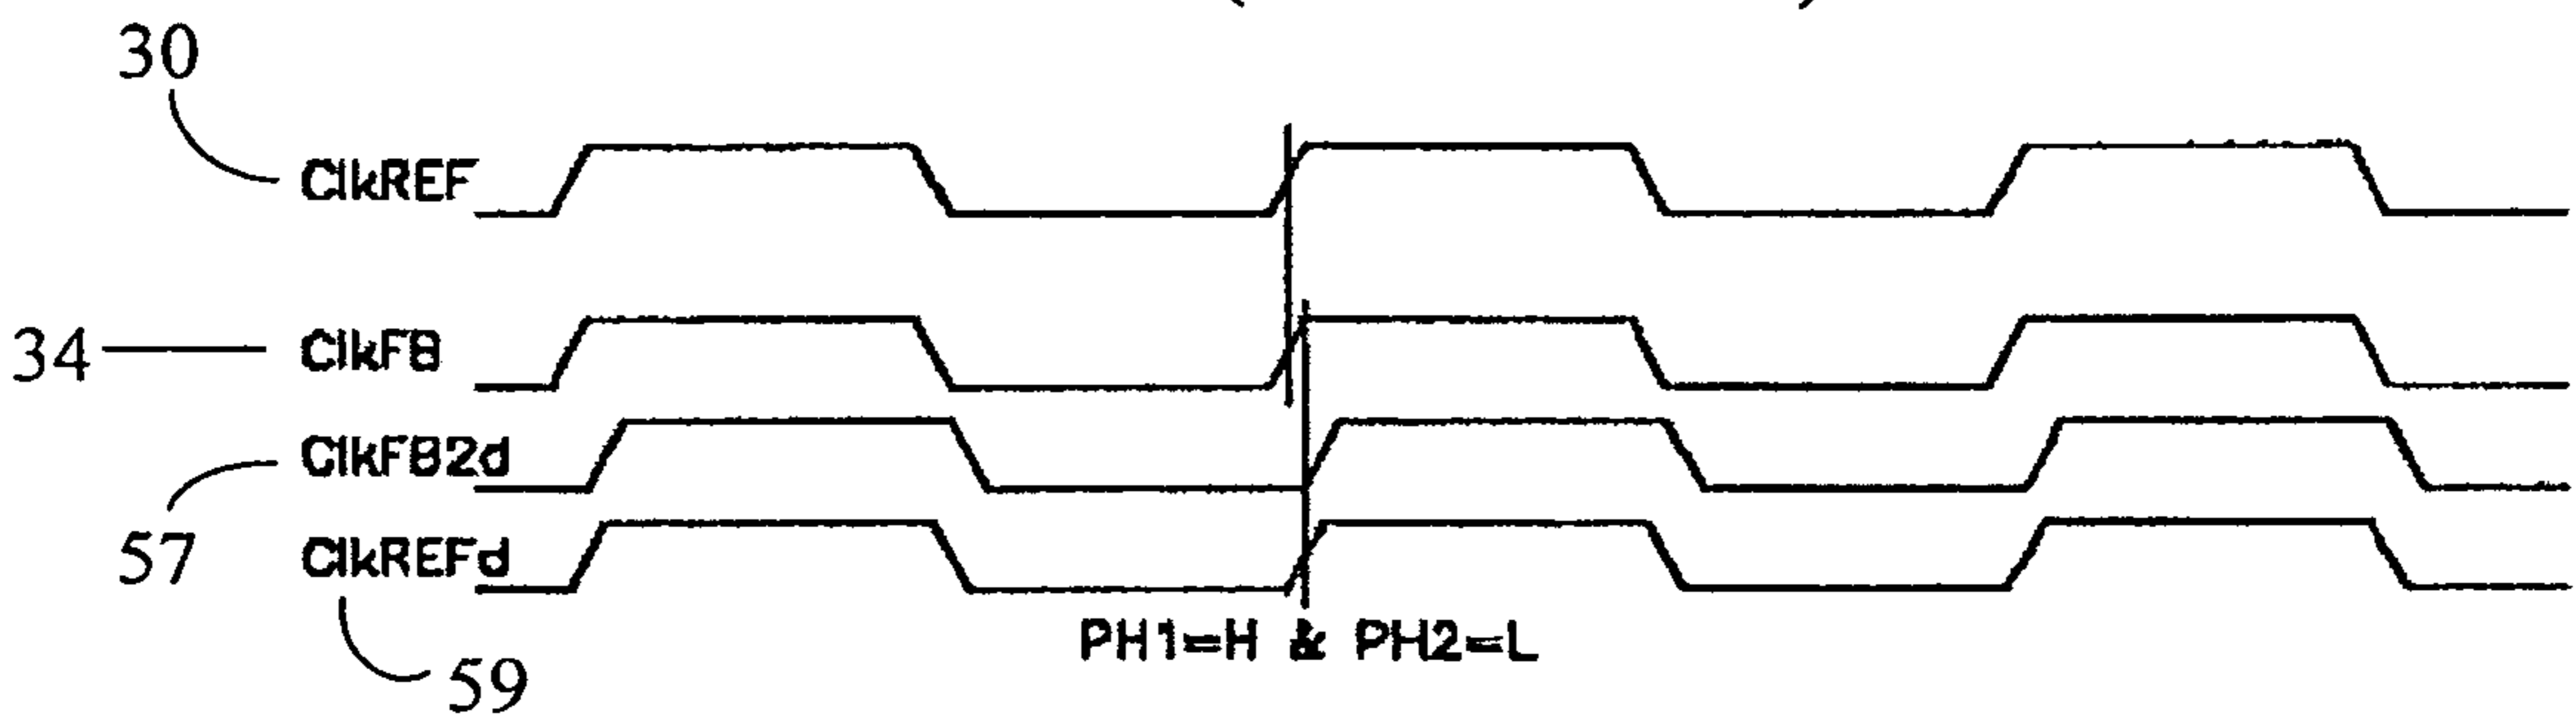 30
ClkREF
34
ClkFB
ClkFB2d
57
ClkREFd
59
PH1=H & PH2=L